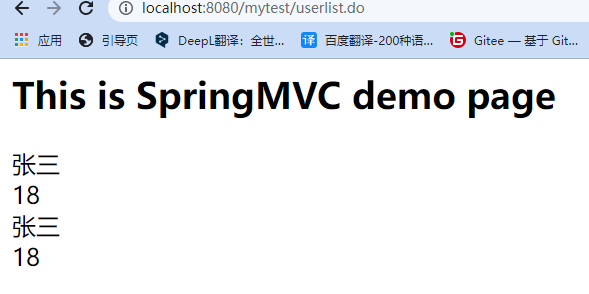 localhost:8080/mytest/userlist.do
应用 引导页 DeepL翻译：全世... 译 百度翻译-200种语... G Gitee — 基于 Git...
This is SpringMVC demo page
张三
18
张三
18